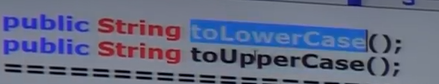 public String toLowerCase();
public String toUpperCase();
====================